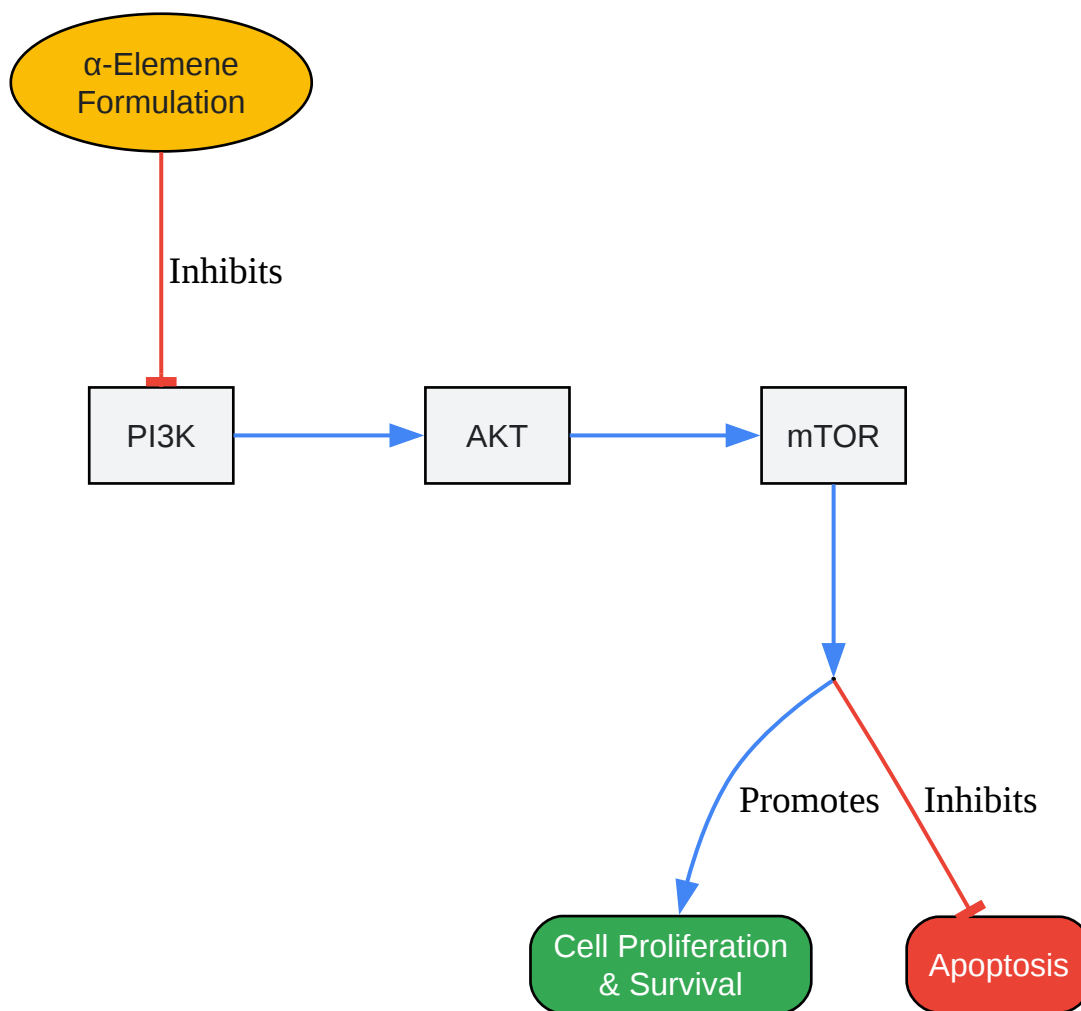 α-Elemene
Formulation
Inhibits
PI3K
AKT
mTOR
Promotes
Inhibits
Cell Proliferation
& Survival
Apoptosis